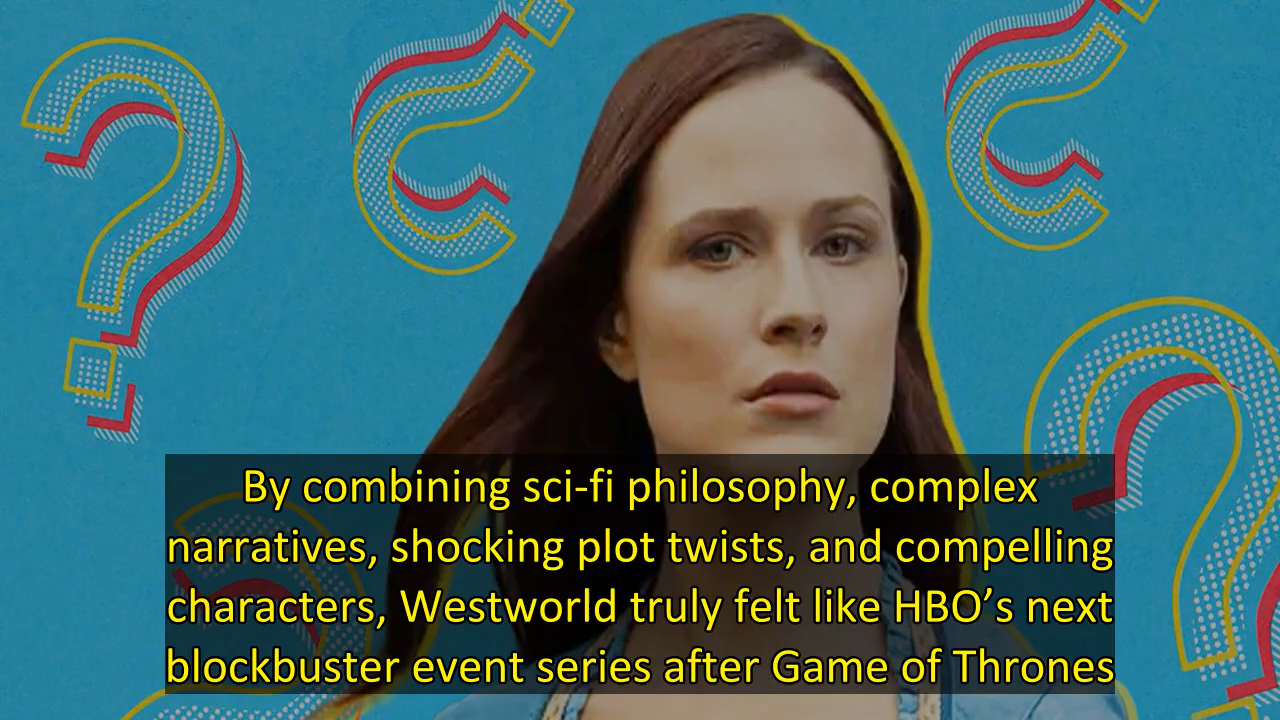 By combining sci-fi philosophy, complex
narratives, shocking plot twists, and compelling
characters, Westworld truly felt like HBO’s next
blockbuster event series after Game of Thrones